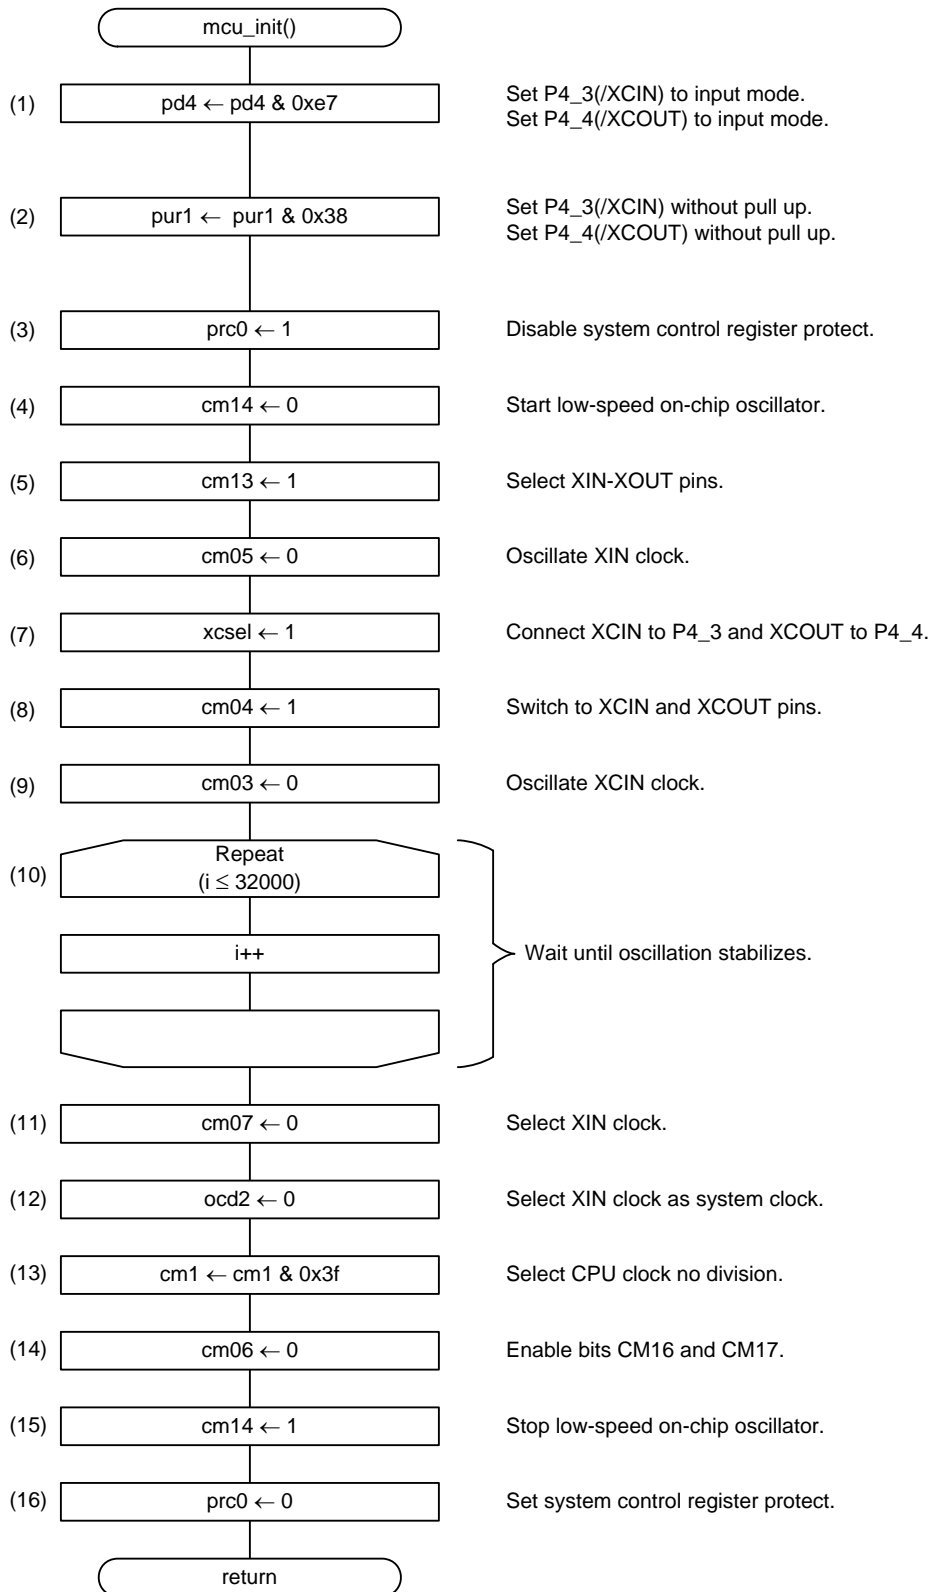 mcu_init()
(1) pd4 ← pd4 & 0xe7 Set P4_3(/XCIN) to input mode.
Set P4_4(/XCOUT) to input mode.
(2) pur1 ← pur1 & 0x38 Set P4_3(/XCIN) without pull up.
Set P4_4(/XCOUT) without pull up.
(3) prc0 ← 1 Disable system control register protect.
(4) cm14 ← 0 Start low-speed on-chip oscillator.
(5) cm13 ← 1 Select XIN-XOUT pins.
(6) cm05 ← 0 Oscillate XIN clock.
(7) xcsel ← 1 Connect XCIN to P4_3 and XCOUT to P4_4.
(8) cm04 ← 1 Switch to XCIN and XCOUT pins.
(9) cm03 ← 0 Oscillate XCIN clock.
(10) Repeat
(i ≤ 32000)
i++ Wait until oscillation stabilizes.
(11) cm07 ← 0 Select XIN clock.
(12) ocd2 ← 0 Select XIN clock as system clock.
(13) cm1 ← cm1 & 0x3f Select CPU clock no division.
(14) cm06 ← 0 Enable bits CM16 and CM17.
(15) cm14 ← 1 Stop low-speed on-chip oscillator.
(16) prc0 ← 0 Set system control register protect.
return